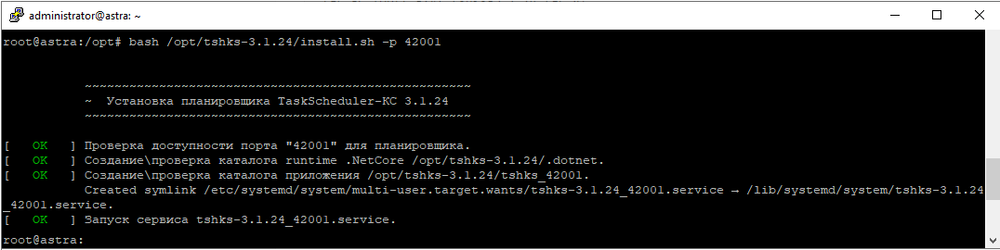 administrator@astra: ~
root@astra:/opt# bash /opt/tshks-3.1.24/install.sh -p 42001
~~~~~~~~~~~~~~~~~~~~~~~~~~~~~~~~~~~~~~~~~~~~~~~~~~~~
~  Установка планировщика TaskScheduler-КС 3.1.24
~~~~~~~~~~~~~~~~~~~~~~~~~~~~~~~~~~~~~~~~~~~~~~~~~~~~
[   OK   ] Проверка доступности порта "42001" для планировщика.
[   OK   ] Создание\проверка каталога runtime .NetCore /opt/tshks-3.1.24/.dotnet.
[   OK   ] Создание\проверка каталога приложения /opt/tshks-3.1.24/tshks_42001.
Created symlink /etc/systemd/system/multi-user.target.wants/tshks-3.1.24_42001.service → /lib/systemd/system/tshks-3.1.24
_42001.service.
[   OK   ] Запуск сервиса tshks-3.1.24_42001.service.
root@astra: